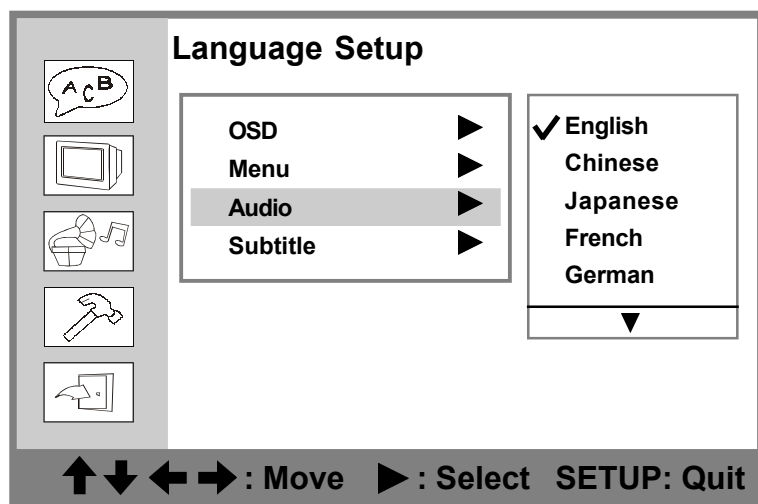 Language Setup
A C B
OSD
Menu
Audio
Subtitle
English
Chinese
Japanese
French
German
: Move : Select SETUP: Quit